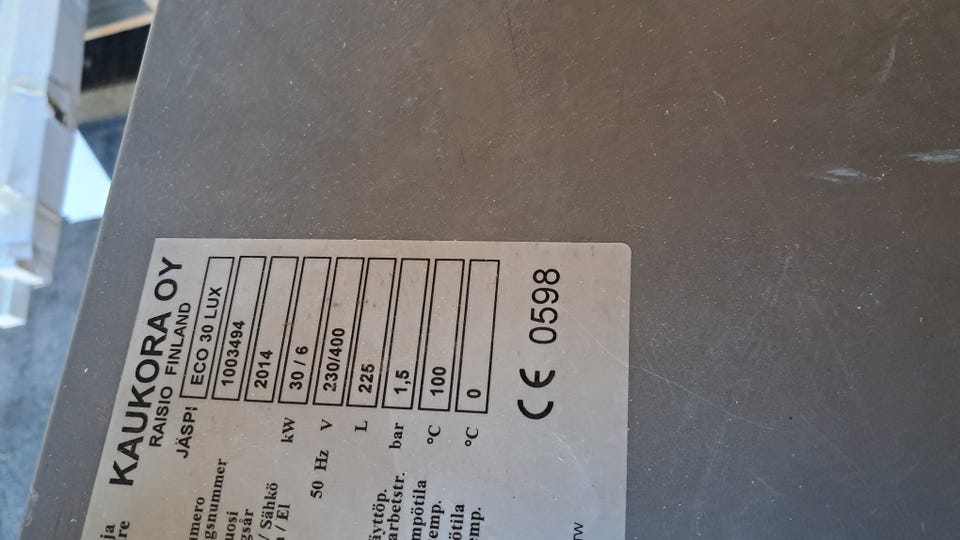 KAUKORA OY
RAISIO FINLAND
JÄSPI ECO 30 LUX
1003494
2014
kW 30 / 6
50 Hz V 230/400
L 225
bar 1,5
°C 100
°C 0
CE 0598